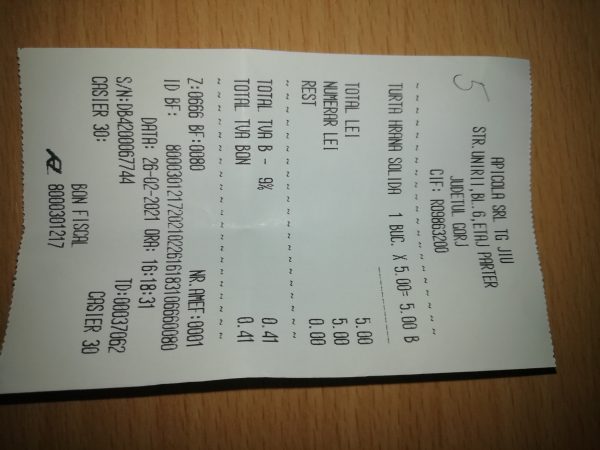 5
APICOLA SRL TG JIU
STR.UNIRII,BL.6,ETAJ PARTER
JUDETUL GORJ
CIF: RO9863200
TURTA HRANA SOLIDA 1 BUC. X 5.00= 5.00 B
TOTAL LEI 5.00
NUMERAR LEI 5.00
REST 0.00
TOTAL TVA B - 9% 0.41
TOTAL TVA BON 0.41
Z:0666 BF:0080 NR.AMEF:0001
ID BF: 80003012172021022616183106660080
DATA: 26-02-2021 ORA: 16:18:31
S/N:DB4200067744 TD:00037062
CASIER 30: CASIER 30
BON FISCAL
8000301217